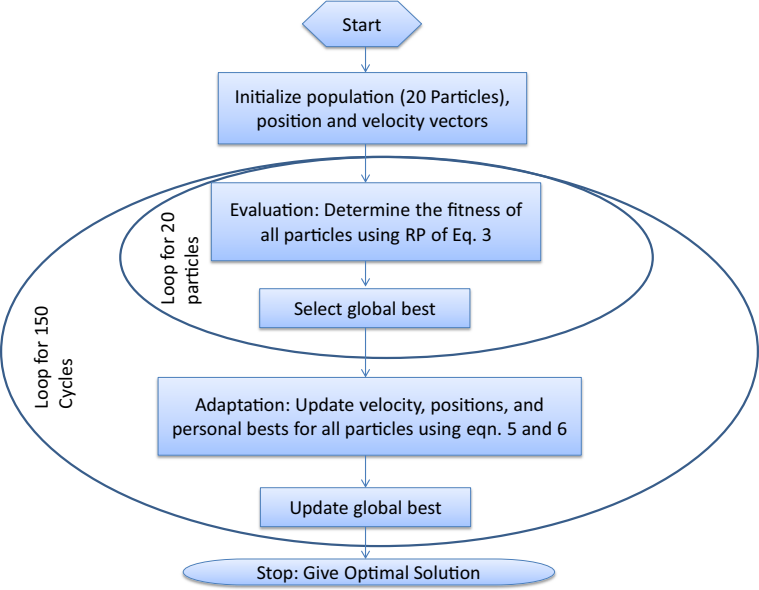 Start
Initialize population (20 Particles),
position and velocity vectors
Evaluation: Determine the fitness of
all particles using RP of Eq. 3
Loop for 20
particles
Select global best
Loop for 150
Cycles
Adaptation: Update velocity, positions, and
personal bests for all particles using eqn. 5 and 6
Update global best
Stop: Give Optimal Solution